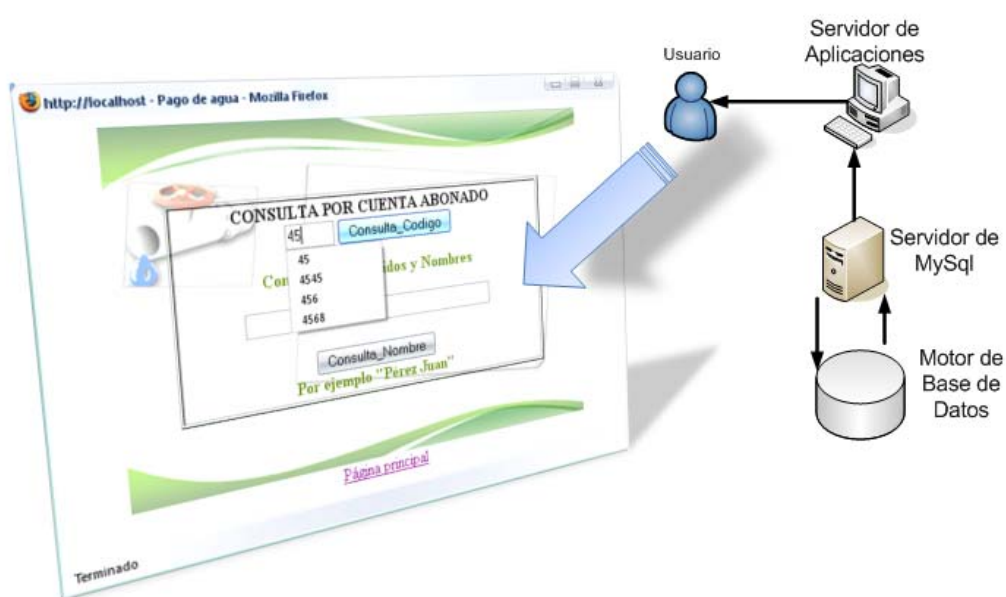 http://localhost - Pago de agua - Mozilla Firefox
CONSULTA POR CUENTA ABONADO
45 Consulta_Codigo
45
4545
456
4568
Con idos y Nombres
Consulta_Nombre
Por ejemplo "Pérez Juan"
Página principal
Terminado
Usuario
Servidor de
Aplicaciones
Servidor de
MySql
Motor de
Base de
Datos